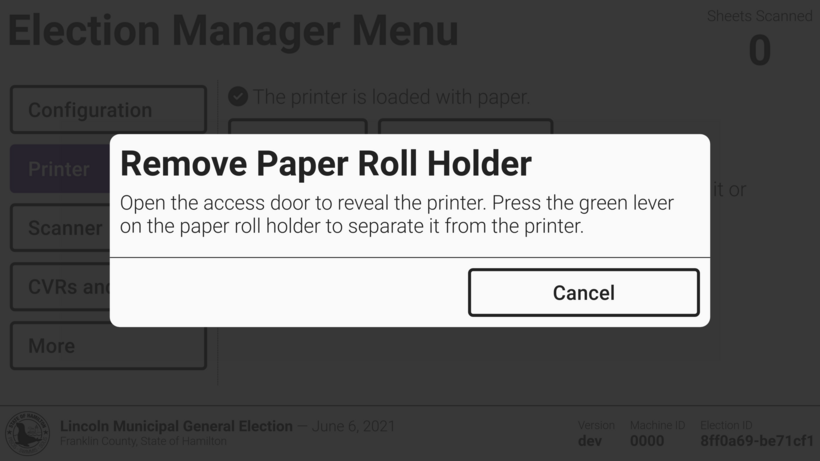 Election Manager Menu
Sheets Scanned
0
Configuration
The printer is loaded with paper.
Printer
Remove Paper Roll Holder
Open the access door to reveal the printer. Press the green lever
on the paper roll holder to separate it from the printer.
it or
Scanner
CVRs
Cancel
More
Lincoln Municipal General Election — June 6, 2021
Franklin County, State of Hamilton
Version
dev
Machine ID
0000
Election ID
8ff0a69-be71cf1